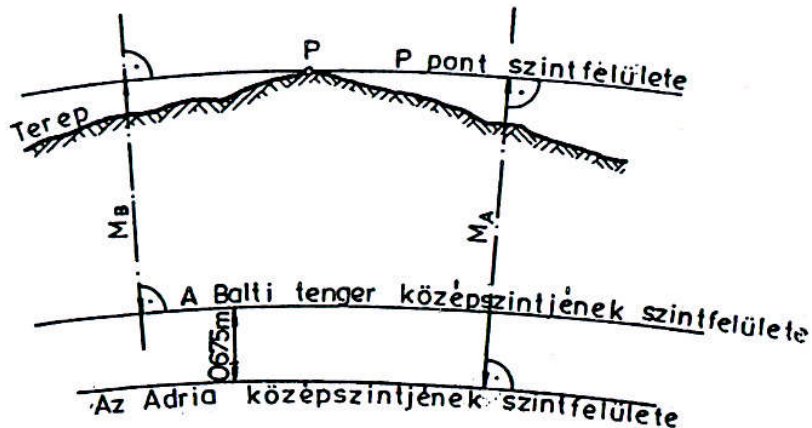 P
P pont szintfelülete
Terep
M_B
M_A
A Balti tenger középszintjének szintfelülete
0.675m
Az Adria középszintjének szintfelülete